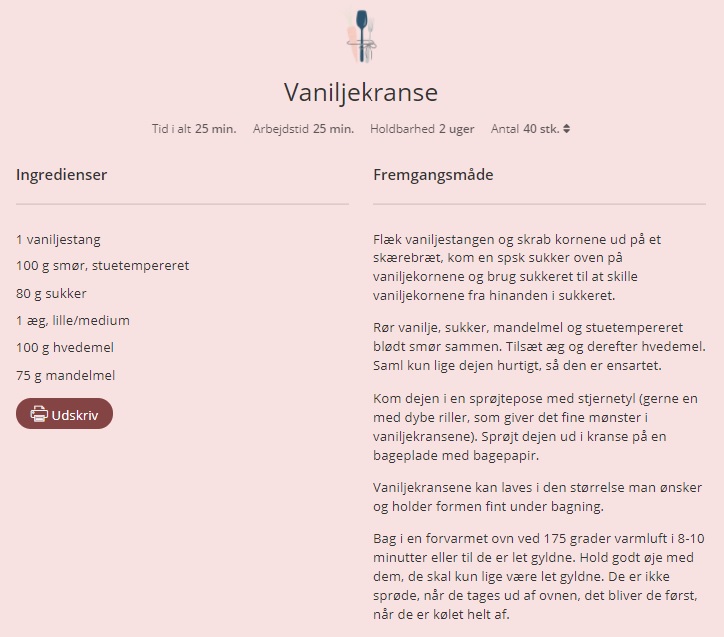 Vaniljekranse
Tid i alt 25 min. Arbejdstid 25 min. Holdbarhed 2 uger Antal 40 stk.
Ingredienser
1 vaniljestang
100 g smør, stuetempereret
80 g sukker
1 æg, lille/medium
100 g hvedemel
75 g mandelmel
Udskriv
Fremgangsmåde
Flæk vaniljestangen og skrab kornene ud på et
skærebræt, kom en spsk sukker oven på
vaniljekornene og brug sukkeret til at skille
vaniljekornene fra hinanden i sukkeret.
Rør vanilje, sukker, mandelmel og stuetempereret
blødt smør sammen. Tilsæt æg og derefter hvedemel.
Saml kun lige dejen hurtigt, så den er ensartet.
Kom dejen i en sprøjtepose med stjernetyl (gerne en
med dybe riller, som giver det fine mønster i
vaniljekransene). Sprøjt dejen ud i kranse på en
bageplade med bagepapir.
Vaniljekransene kan laves i den størrelse man ønsker
og holder formen fint under bagning.
Bag i en forvarmet ovn ved 175 grader varmluft i 8-10
minutter eller til de er let gyldne. Hold godt øje med
dem, de skal kun lige være let gyldne. De er ikke
sprøde, når de tages ud af ovnen, det bliver de først,
når de er kølet helt af.